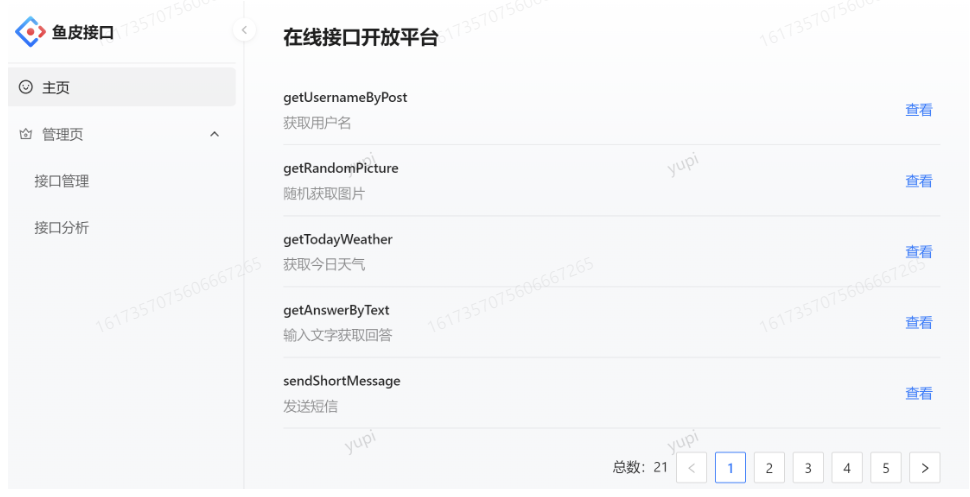 鱼皮接口
主页
管理页
接口管理
接口分析
在线接口开放平台
getUsernameByPost
获取用户名
查看
getRandomPicture
随机获取图片
查看
getTodayWeather
获取今日天气
查看
getAnswerByText
输入文字获取回答
查看
sendShortMessage
发送短信
查看
总数: 21 < 1 2 3 4 5 >
yupi
yupi
yupi
yupi
1617357075606667265
1617357075606667265
1617357075606667265